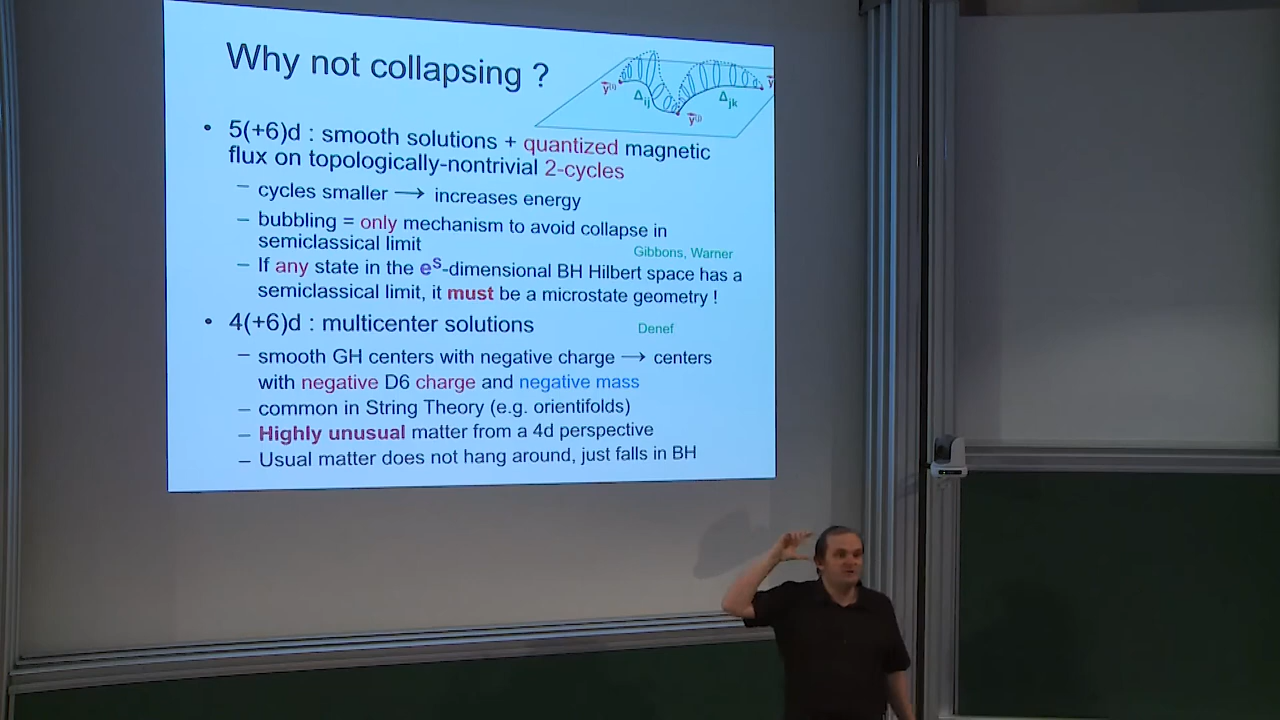 Why not collapsing ?
y⃗⁽ⁱ⁾
Δij
y⃗⁽ʲ⁾
Δjk
• 5(+6)d : smooth solutions + quantized magnetic
flux on topologically-nontrivial 2-cycles
– cycles smaller ⟶ increases energy
– bubbling = only mechanism to avoid collapse in
semiclassical limit
Gibbons, Warner
– If any state in the eˢ-dimensional BH Hilbert space has a
semiclassical limit, it must be a microstate geometry !
• 4(+6)d : multicenter solutions
Denef
– smooth GH centers with negative charge ⟶ centers
with negative D6 charge and negative mass
– common in String Theory (e.g. orientifolds)
– Highly unusual matter from a 4d perspective
– Usual matter does not hang around, just falls in BH